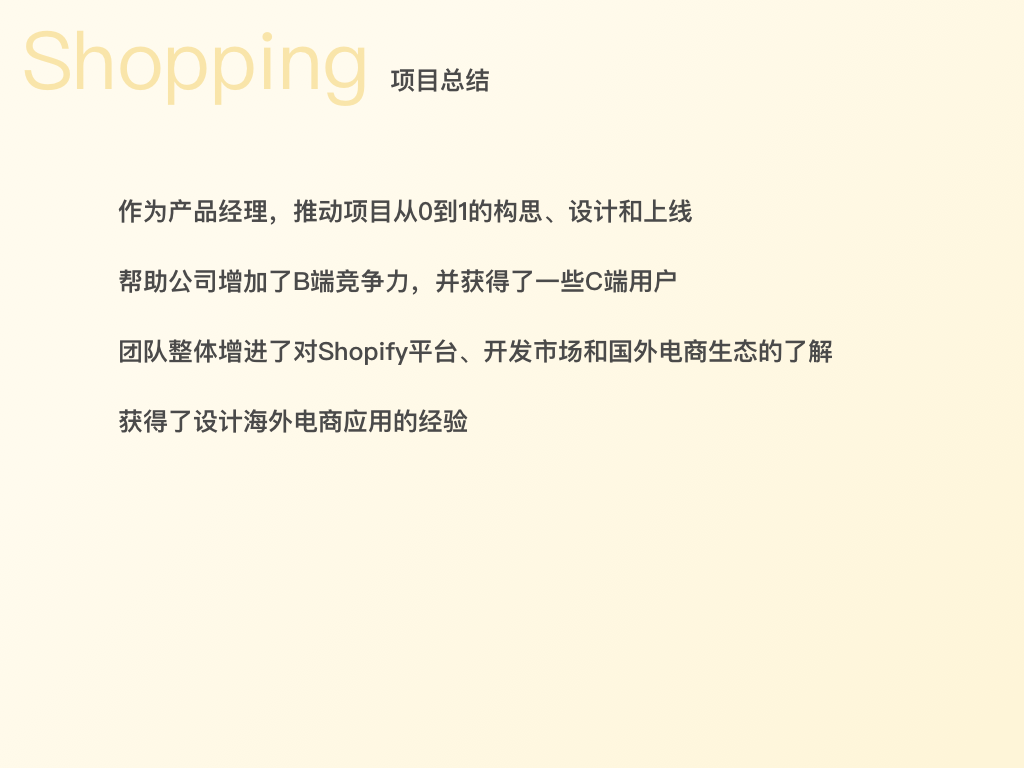 Shopping 项目总结
作为产品经理，推动项目从0到1的构思、设计和上线
帮助公司增加了B端竞争力，并获得了一些C端用户
团队整体增进了对Shopify平台、开发市场和国外电商生态的了解
获得了设计海外电商应用的经验